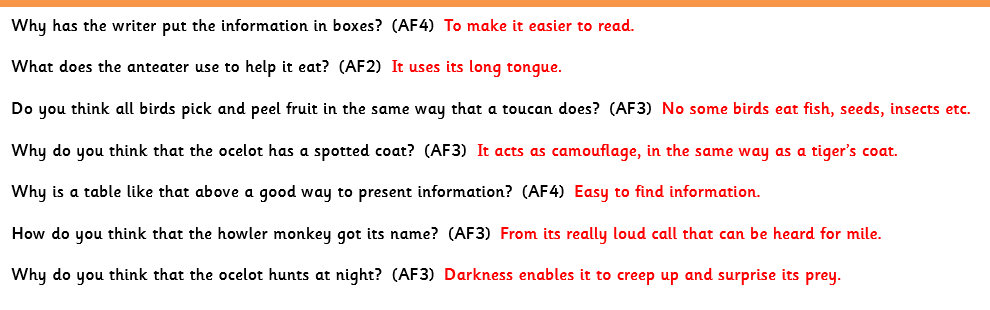 Why has the writer put the information in boxes? (AF4) To make it easier to read.
What does the anteater use to help it eat? (AF2) It uses its long tongue.
Do you think all birds pick and peel fruit in the same way that a toucan does? (AF3) No some birds eat fish, seeds, insects etc.
Why do you think that the ocelot has a spotted coat? (AF3) It acts as camouflage, in the same way as a tiger's coat.
Why is a table like that above a good way to present information? (AF4) Easy to find information.
How do you think that the howler monkey got its name? (AF3) From its really loud call that can be heard for mile.
Why do you think that the ocelot hunts at night? (AF3) Darkness enables it to creep up and surprise its prey.